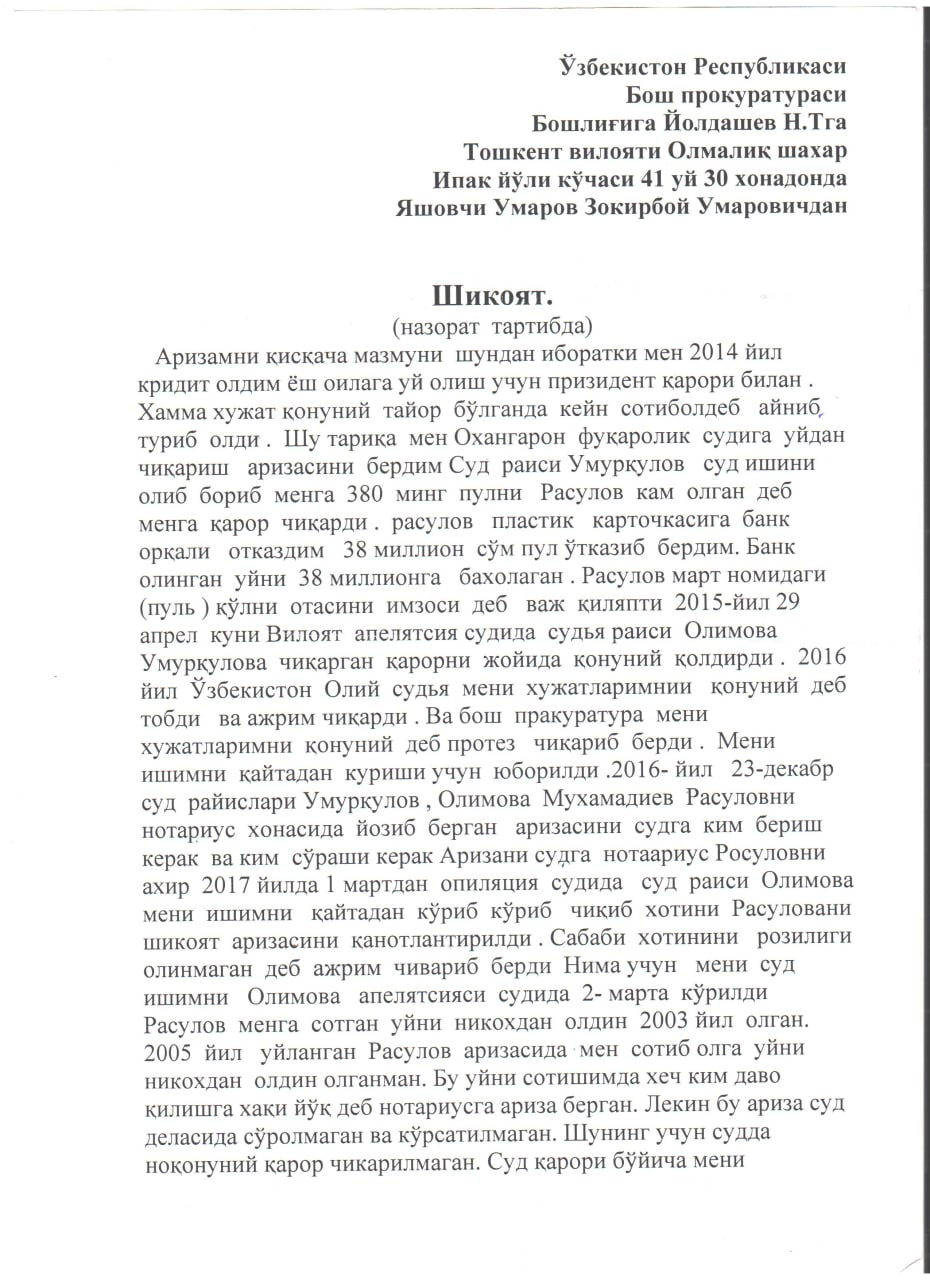 Ўзбекистон Республикаси
Бош прокуратураси
Бошлиғига Йолдашев Н.Тга
Тошкент вилояти Олмалиқ шахар
Ипак йўли кўчаси 41 уй 30 хонадонда
Яшовчи Умаров Зокирбой Умаровичдан
Шикоят.
(назорат тартибда)
Аризамни қисқача мазмуни шундан иборатки мен 2014 йил
кридит олдим ёш оилага уй олиш учун призидент қарори билан .
Хамма хужат қонуний тайор бўлганда кейн сотиболдеб айниб
туриб олди . Шу тариқа мен Охангарон фуқаролик судига уйдан
чиқариш аризасини бердим Суд раиси Умурқулов суд ишини
олиб бориб менга 380 минг пулни Расулов кам олган деб
менга қарор чиқарди . расулов пластик карточкасига банк
орқали отказдим 38 миллион сўм пул ўтказиб бердим. Банк
олинган уйни 38 миллионга бахолаган . Расулов март номидаги
(пуль ) қўлни отасини имзоси деб важ қиляпти 2015-йил 29
апрел куни Вилоят апелятсия судида судья раиси Олимова
Умурқулова чиқарган қарорни жойида қонуний қолдирди . 2016
йил Ўзбекистон Олий судья мени хужатларимнии қонуний деб
тобди ва ажрим чиқарди . Ва бош пракуратура мени
хужатларимни қонуний деб протез чиқариб берди . Мени
ишимни қайтадан куриши учун юборилди .2016- йил 23-декабр
суд райислари Умурқулов , Олимова Мухамадиев Расуловни
нотариус хонасида йозиб берган аризасини судга ким бериш
керак ва ким сўраши керак Аризани судга нотаариус Росуловни
ахир 2017 йилда 1 мартдан опиляция судида суд раиси Олимова
мени ишимни қайтадан кўриб кўриб чиқиб хотини Расуловани
шикоят аризасини қанотлантирилди . Сабаби хотинини розилиги
олинмаган деб ажрим чивариб берди Нима учун мени суд
ишимни Олимова апелятсияси судида 2- марта кўрилди
Расулов менга сотган уйни никохдан олдин 2003 йил олган.
2005 йил уйланган Расулов аризасида мен сотиб олга уйни
никохдан олдин олганман. Бу уйни сотишимда хеч ким даво
қилишга хақи йўқ деб нотариусга ариза берган. Лекин бу ариза суд
деласида сўролмаган ва кўрсатилмаган. Шунинг учун судда
ноқонуний қарор чикарилмаган. Суд қарори бўйича мени